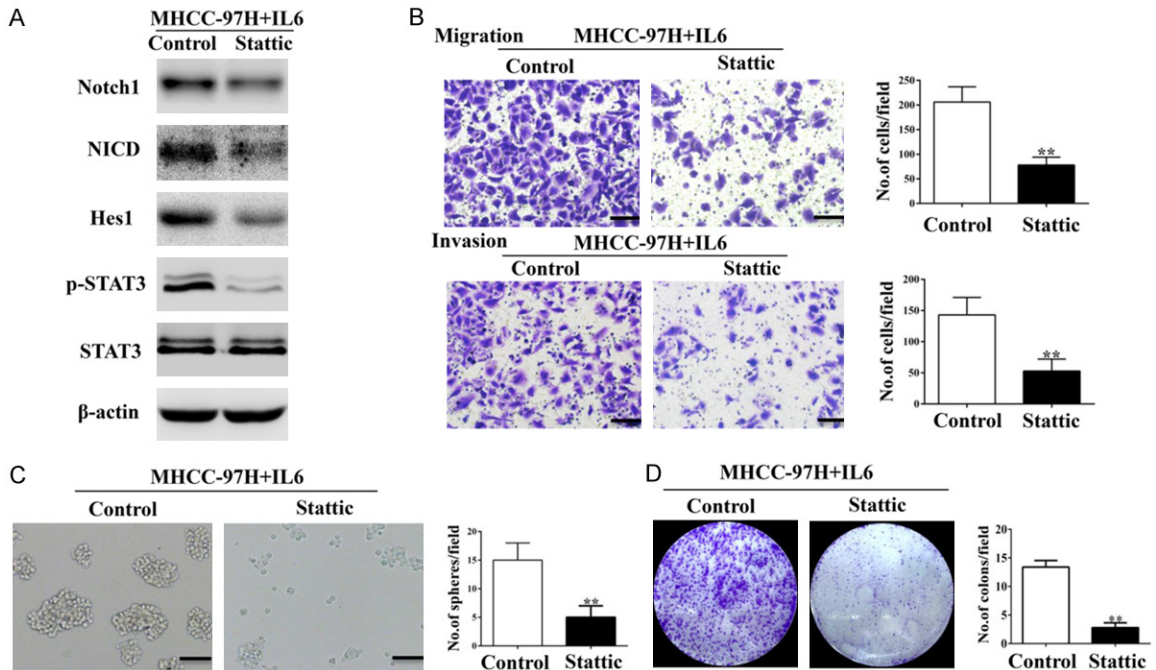 A
MHCC-97H+IL6
Control Stattic
Notch1
NICD
Hes1
p-STAT3
STAT3
β-actin
B
Migration MHCC-97H+IL6
Control Stattic
No.of cells/field
250
200
150
100
50
0
**
Control Stattic
Invasion MHCC-97H+IL6
Control Stattic
No.of cells/field
200
150
100
50
0
**
Control Stattic
C
MHCC-97H+IL6
Control Stattic
No.of spheres/field
20
15
10
5
0
**
Control Stattic
D
MHCC-97H+IL6
Control Stattic
No.of colons/field
20
15
10
5
0
**
Control Stattic